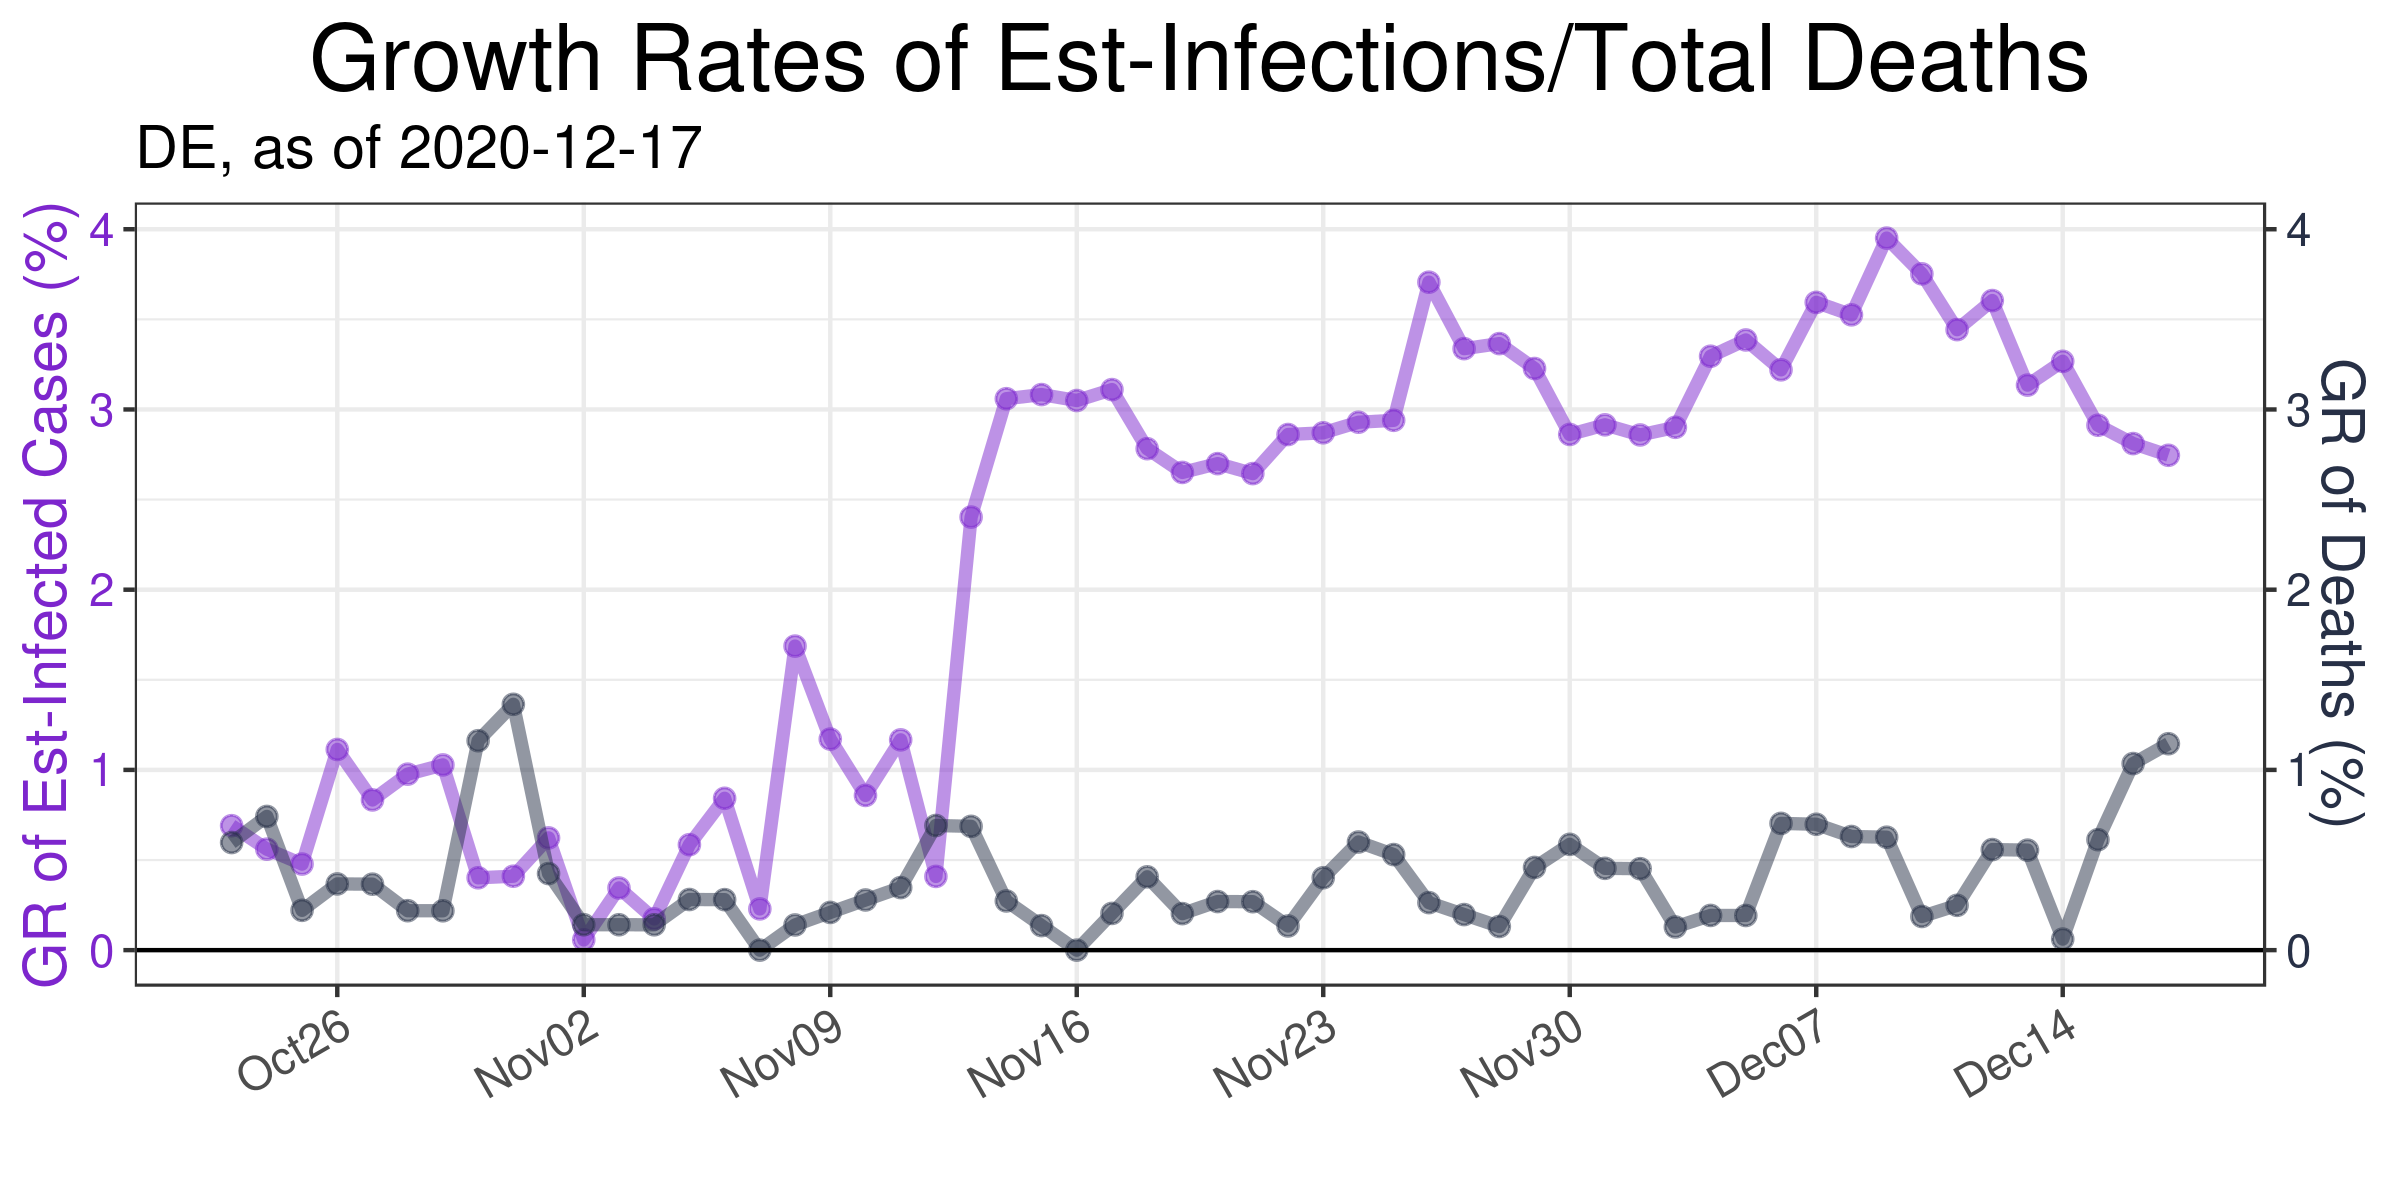 Growth Rates of Est-Infections/Total Deaths
DE, as of 2020-12-17
GR of Est-Infected Cases (%)
4
3
2
1
0
4
3
2
1
0
GR of Deaths (%)
Oct26
Nov02
Nov09
Nov16
Nov23
Nov30
Dec07
Dec14